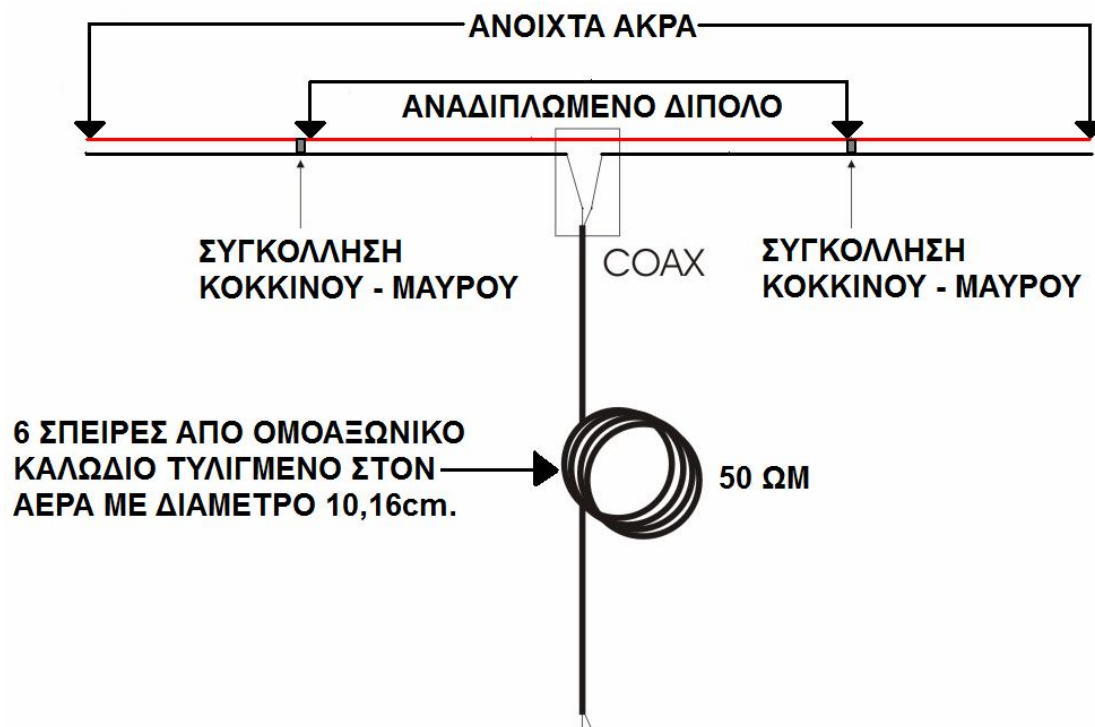 ΑΝΟΙΧΤΑ ΑΚΡΑ
ΑΝΑΔΙΠΛΩΜΕΝΟ ΔΙΠΟΛΟ
ΣΥΓΚΟΛΛΗΣΗ
ΚΟΚΚΙΝΟΥ - ΜΑΥΡΟΥ
ΣΥΓΚΟΛΛΗΣΗ
ΚΟΚΚΙΝΟΥ - ΜΑΥΡΟΥ
COAX
6 ΣΠΕΙΡΕΣ ΑΠΟ ΟΜΟΑΞΩΝΙΚΟ
ΚΑΛΩΔΙΟ ΤΥΛΙΓΜΕΝΟ ΣΤΟΝ
ΑΕΡΑ ΜΕ ΔΙΑΜΕΤΡΟ 10,16cm.
50 ΩΜ